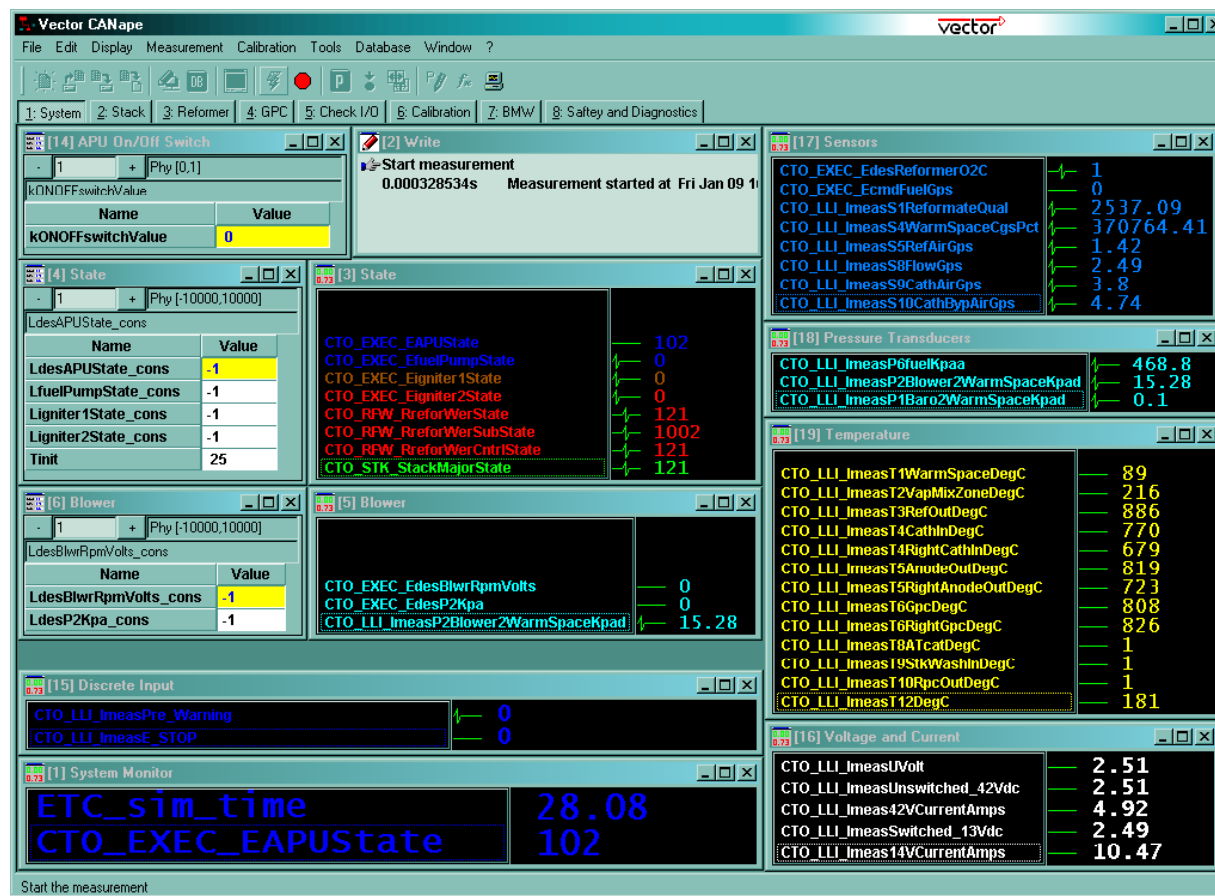 Vector CANape
vector
File Edit Display Measurement Calibration Tools Database Window ?
1: System 2: Stack 3: Reformer 4: GPC 5: Check I/O 6: Calibration 7: BMW 8: Saftey and Diagnostics
[14] APU On/Off Switch
- 1 + Phy [0,1]
kONOFFswitchValue
Name Value
kONOFFswitchValue 0
[2] Write
Start measurement
0.000328534s Measurement started at Fri Jan 09
[4] State
- 1 + Phy [-10000,10000]
LdesAPUState_cons
Name Value
LdesAPUState_cons -1
LfuelPumpState_cons -1
Ligniter1State_cons -1
Ligniter2State_cons -1
Tinit 25
[3] State
CTO_EXEC_EAPUState 102
CTO_EXEC_EfuelPumpState 0
CTO_EXEC_Eigniter1State 0
CTO_EXEC_Eigniter2State 0
CTO_RFW_RreforWerState 121
CTO_RFW_RreforWerSubState 1002
CTO_RFW_RreforWerCntrlState 121
CTO_STK_StackMajorState 121
[6] Blower
- 1 + Phy [-10000,10000]
LdesBlwrRpmVolts_cons
Name Value
LdesBlwrRpmVolts_cons -1
LdesP2Kpa_cons -1
[5] Blower
CTO_EXEC_EdesBlwrRpmVolts 0
CTO_EXEC_EdesP2Kpa 0
CTO_LLI_ImeasP2Blower2WarmSpaceKpad 15.28
[15] Discrete Input
CTO_LLI_ImeasPre_Warning 0
CTO_LLI_ImeasE_STOP 0
[1] System Monitor
ETC_sim_time 28.08
CTO_EXEC_EAPUState 102
[17] Sensors
CTO_EXEC_EdesReformerO2C 1
CTO_EXEC_EcmdFuelGps 0
CTO_LLI_ImeasS1ReformateQual 2537.09
CTO_LLI_ImeasS4WarmSpaceCgsPct 370764.41
CTO_LLI_ImeasS5RefAirGps 1.42
CTO_LLI_ImeasS8FlowGps 2.49
CTO_LLI_ImeasS9CathAirGps 3.8
CTO_LLI_ImeasS10CathBypAirGps 4.74
[18] Pressure Transducers
CTO_LLI_ImeasP6fuelKpaa 468.8
CTO_LLI_ImeasP2Blower2WarmSpaceKpad 15.28
CTO_LLI_ImeasP1Baro2WarmSpaceKpad 0.1
[19] Temperature
CTO_LLI_ImeasT1WarmSpaceDegC 89
CTO_LLI_ImeasT2VapMixZoneDegC 216
CTO_LLI_ImeasT3RefOutDegC 886
CTO_LLI_ImeasT4CathInDegC 770
CTO_LLI_ImeasT4RightCathInDegC 679
CTO_LLI_ImeasT5AnodeOutDegC 819
CTO_LLI_ImeasT5RightAnodeOutDegC 723
CTO_LLI_ImeasT6GpcDegC 808
CTO_LLI_ImeasT6RightGpcDegC 826
CTO_LLI_ImeasT8ATcatDegC 1
CTO_LLI_ImeasT9StkWashInDegC 1
CTO_LLI_ImeasT10RpcOutDegC 1
CTO_LLI_ImeasT12DegC 181
[16] Voltage and Current
CTO_LLI_ImeasUVolt 2.51
CTO_LLI_ImeasUnswitched_42Vdc 2.51
CTO_LLI_Imeas42VCurrentAmps 4.92
CTO_LLI_ImeasSwitched_13Vdc 2.49
CTO_LLI_Imeas14VCurrentAmps 10.47
Start the measurement